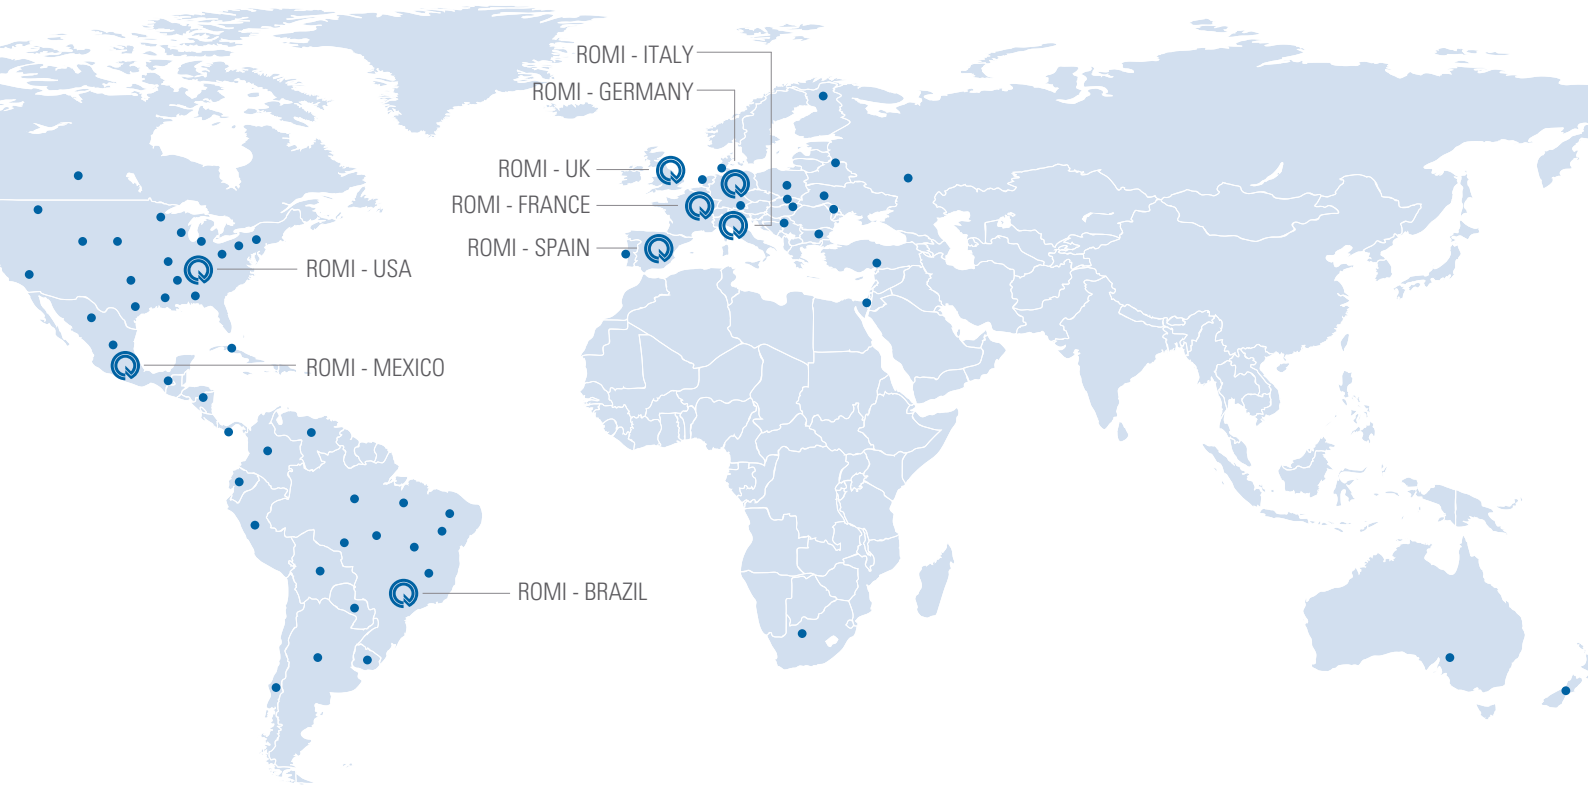 ROMI - ITALY
ROMI - GERMANY
ROMI - UK
ROMI - FRANCE
ROMI - SPAIN
ROMI - USA
ROMI - MEXICO
ROMI - BRAZIL